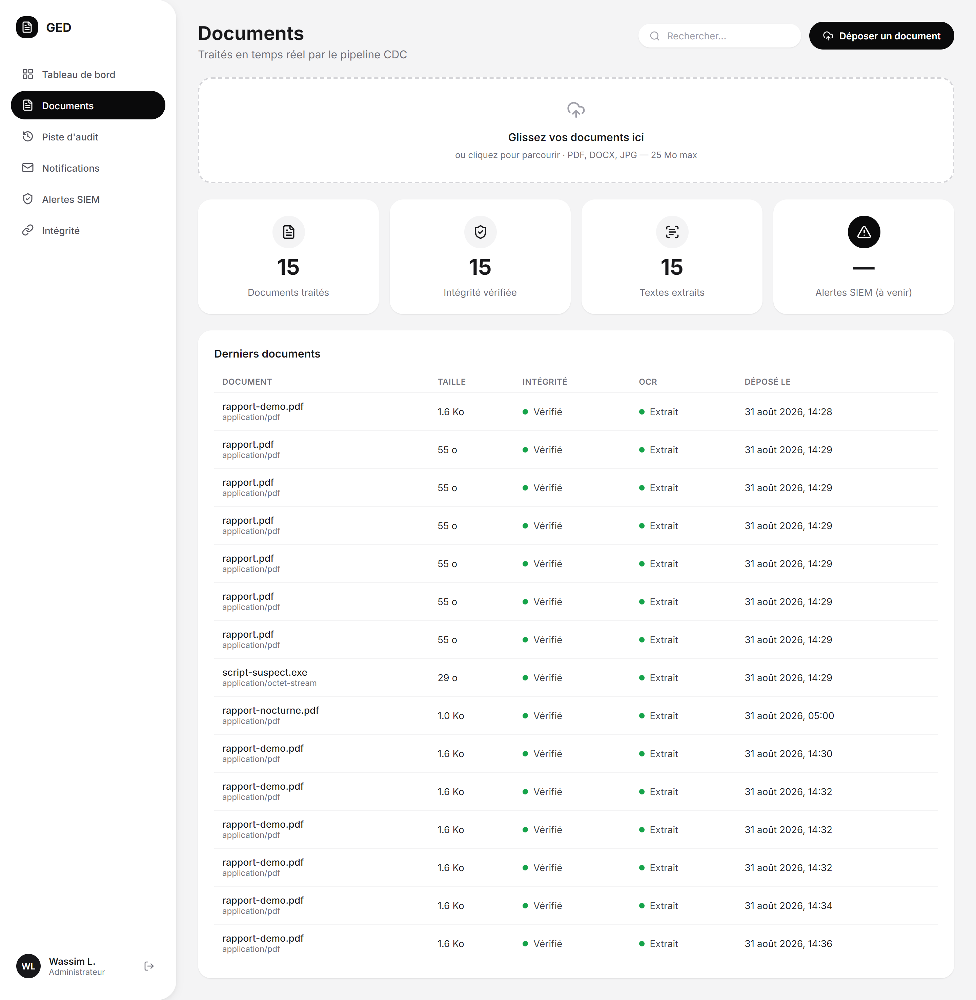 GED
Tableau de bord
Documents
Piste d'audit
Notifications
Alertes SIEM
Intégrité
WL
Wassim L.
Administrateur
Documents
Traités en temps réel par le pipeline CDC
Rechercher...
Déposer un document
Glissez vos documents ici
ou cliquez pour parcourir · PDF, DOCX, JPG — 25 Mo max
15
Documents traités
15
Intégrité vérifiée
15
Textes extraits
—
Alertes SIEM (à venir)
Derniers documents
DOCUMENT TAILLE INTÉGRITÉ OCR DÉPOSÉ LE
rapport-demo.pdf
application/pdf
1.6 Ko Vérifié Extrait 31 août 2026, 14:28
rapport.pdf
application/pdf
55 o Vérifié Extrait 31 août 2026, 14:29
rapport.pdf
application/pdf
55 o Vérifié Extrait 31 août 2026, 14:29
rapport.pdf
application/pdf
55 o Vérifié Extrait 31 août 2026, 14:29
rapport.pdf
application/pdf
55 o Vérifié Extrait 31 août 2026, 14:29
rapport.pdf
application/pdf
55 o Vérifié Extrait 31 août 2026, 14:29
rapport.pdf
application/pdf
55 o Vérifié Extrait 31 août 2026, 14:29
script-suspect.exe
application/octet-stream
29 o Vérifié Extrait 31 août 2026, 14:29
rapport-nocturne.pdf
application/pdf
1.0 Ko Vérifié Extrait 31 août 2026, 05:00
rapport-demo.pdf
application/pdf
1.6 Ko Vérifié Extrait 31 août 2026, 14:30
rapport-demo.pdf
application/pdf
1.6 Ko Vérifié Extrait 31 août 2026, 14:32
rapport-demo.pdf
application/pdf
1.6 Ko Vérifié Extrait 31 août 2026, 14:32
rapport-demo.pdf
application/pdf
1.6 Ko Vérifié Extrait 31 août 2026, 14:32
rapport-demo.pdf
application/pdf
1.6 Ko Vérifié Extrait 31 août 2026, 14:34
rapport-demo.pdf
application/pdf
1.6 Ko Vérifié Extrait 31 août 2026, 14:36